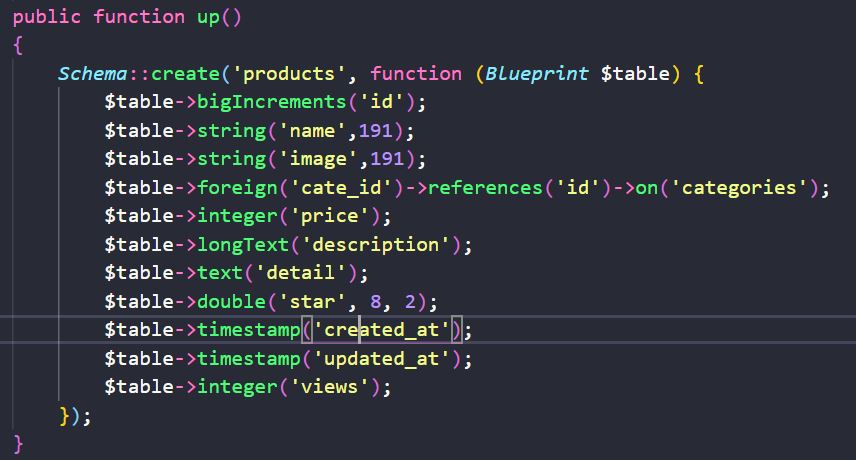 public function up()
{
    Schema::create('products', function (Blueprint $table) {
        $table->bigIncrements('id');
        $table->string('name',191);
        $table->string('image',191);
        $table->foreign('cate_id')->references('id')->on('categories');
        $table->integer('price');
        $table->longText('description');
        $table->text('detail');
        $table->double('star', 8, 2);
        $table->timestamp('created_at');
        $table->timestamp('updated_at');
        $table->integer('views');
    });
}